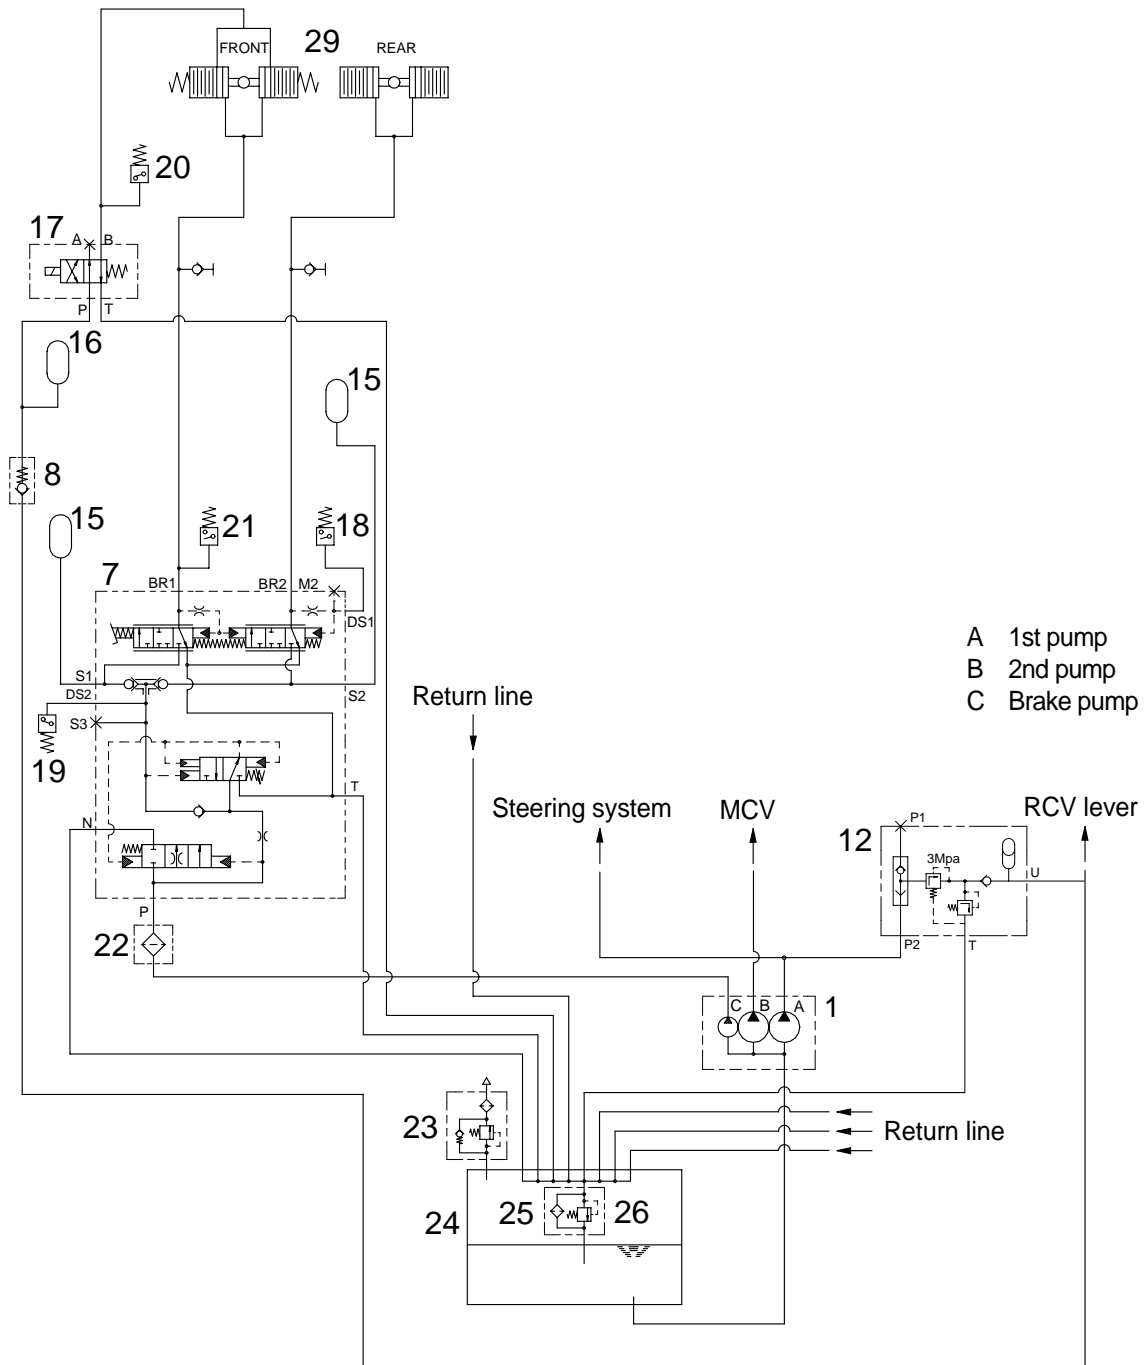 FRONT
29
REAR
20
17
A
B
P
T
16
15
8
15
21
18
7
BR1
BR2
M2
DS1
A 1st pump
B 2nd pump
C Brake pump
S1
DS2
S2
Return line
S3
19
T
Steering system
MCV
RCV lever
P1
12
3Mpa
U
N
P
22
P2
T
C
B
A
1
23
Return line
24
25
26